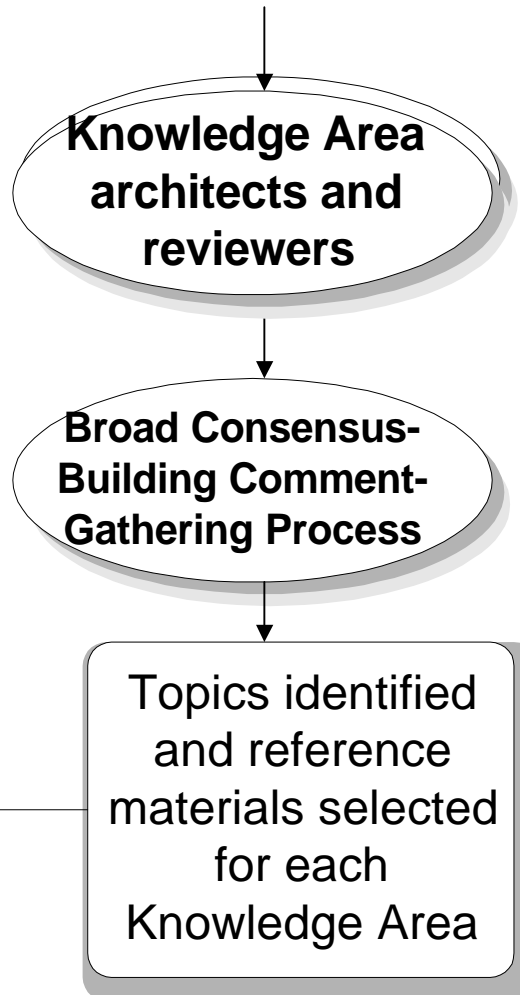 Knowledge Area
architects and
reviewers
Broad Consensus-
Building Comment-
Gathering Process
Topics identified
and reference
materials selected
for each
Knowledge Area